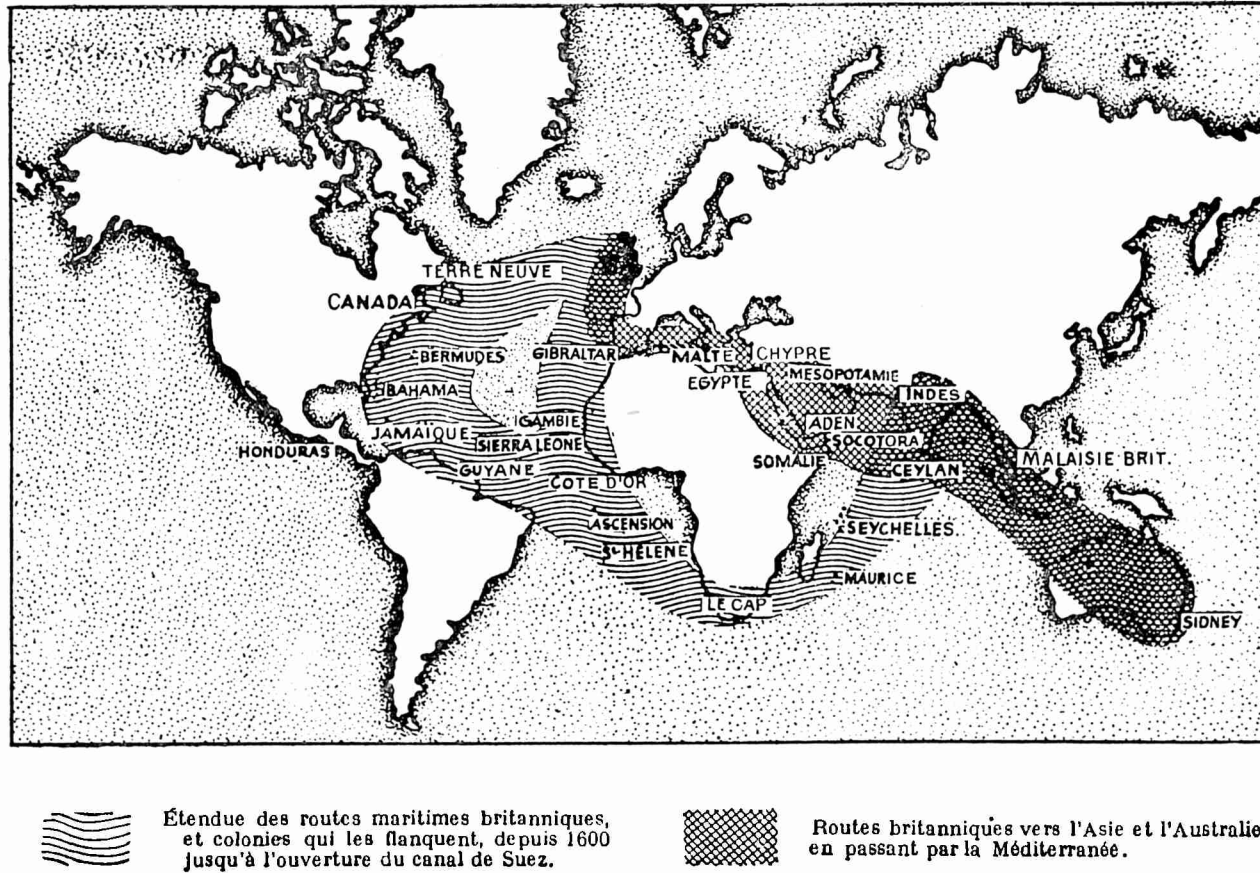 TERRE NEUVE
CANADA
BERMUDES
GIBRALTAR
MALTE
CHYPRE
EGYPTE
MESOPOTAMIE
BAHAMA
INDES
GAMBIE
ADEN
JAMAÏQUE
SIERRA LEONE
SOCOTORA
HONDURAS
SOMALIE
CEYLAN
MALAISIE BRIT.
GUYANE
COTE D'OR
ASCENSION
SEYCHELLES
Sᵗᵉ HÉLÈNE
MAURICE
LE CAP
SIDNEY
Étendue des routes maritimes britanniques,
et colonies qui les flanquent, depuis 1600
jusqu'à l'ouverture du canal de Suez.
Routes britanniques vers l'Asie et l'Australie
en passant par la Méditerranée.